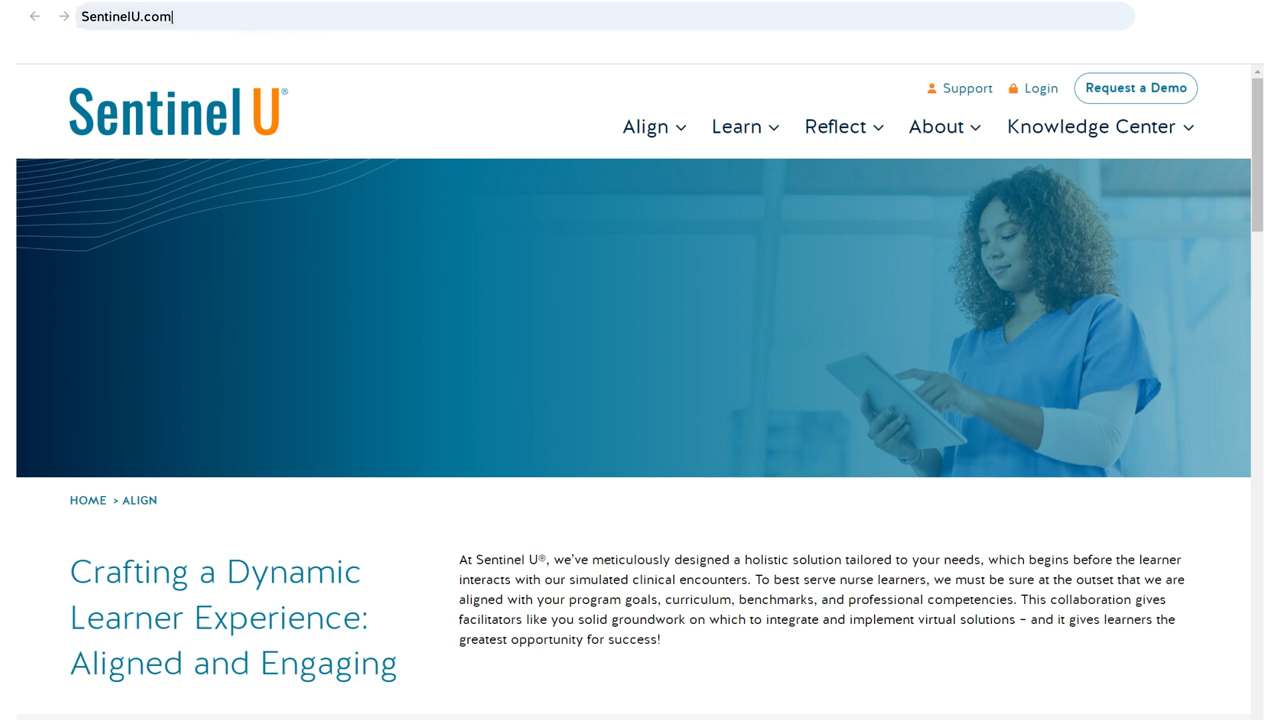 SentinelU.com
Sentinel U®
Support Login Request a Demo
Align Learn Reflect About Knowledge Center
HOME > ALIGN
Crafting a Dynamic
Learner Experience:
Aligned and Engaging
At Sentinel U®, we've meticulously designed a holistic solution tailored to your needs, which begins before the learner
interacts with our simulated clinical encounters. To best serve nurse learners, we must be sure at the outset that we are
aligned with your program goals, curriculum, benchmarks, and professional competencies. This collaboration gives
facilitators like you solid groundwork on which to integrate and implement virtual solutions – and it gives learners the
greatest opportunity for success!